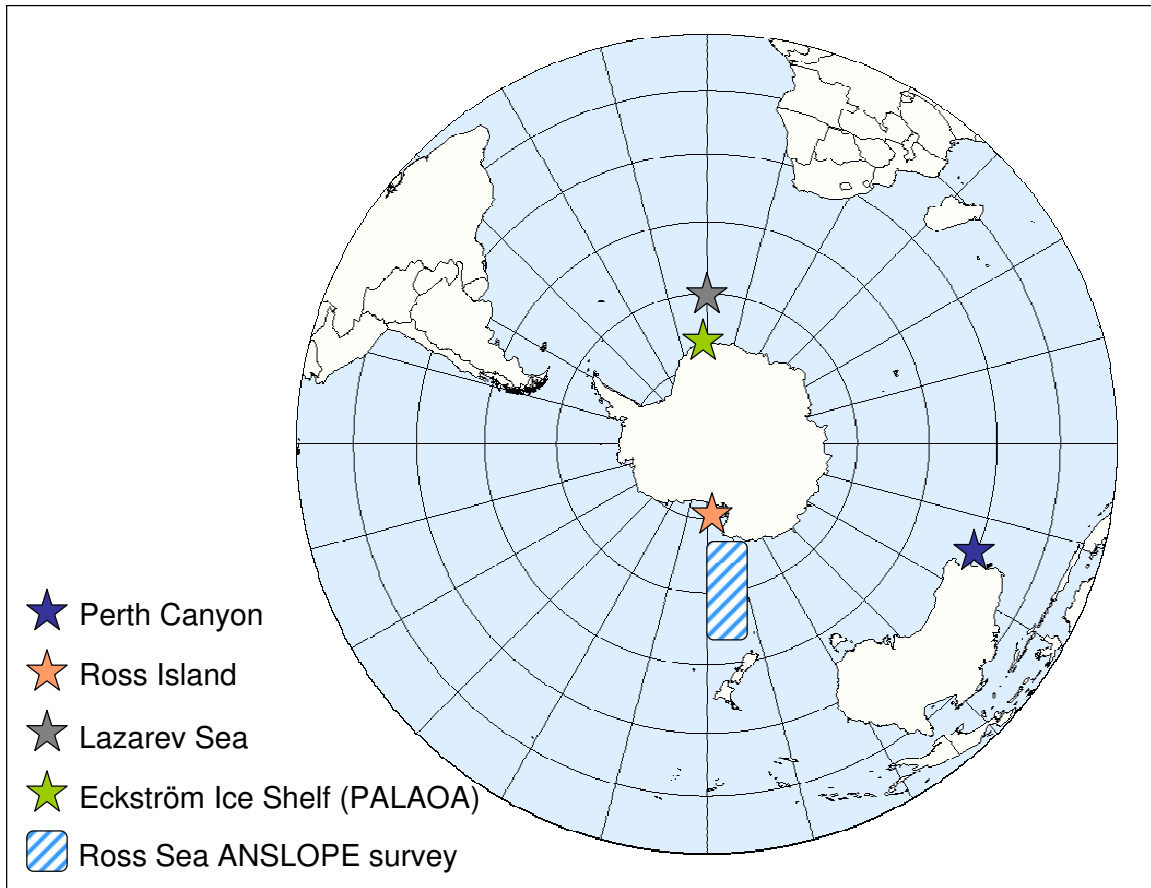 Perth Canyon
Ross Island
Lazarev Sea
Eckström Ice Shelf (PALAOA)
Ross Sea ANSLOPE survey